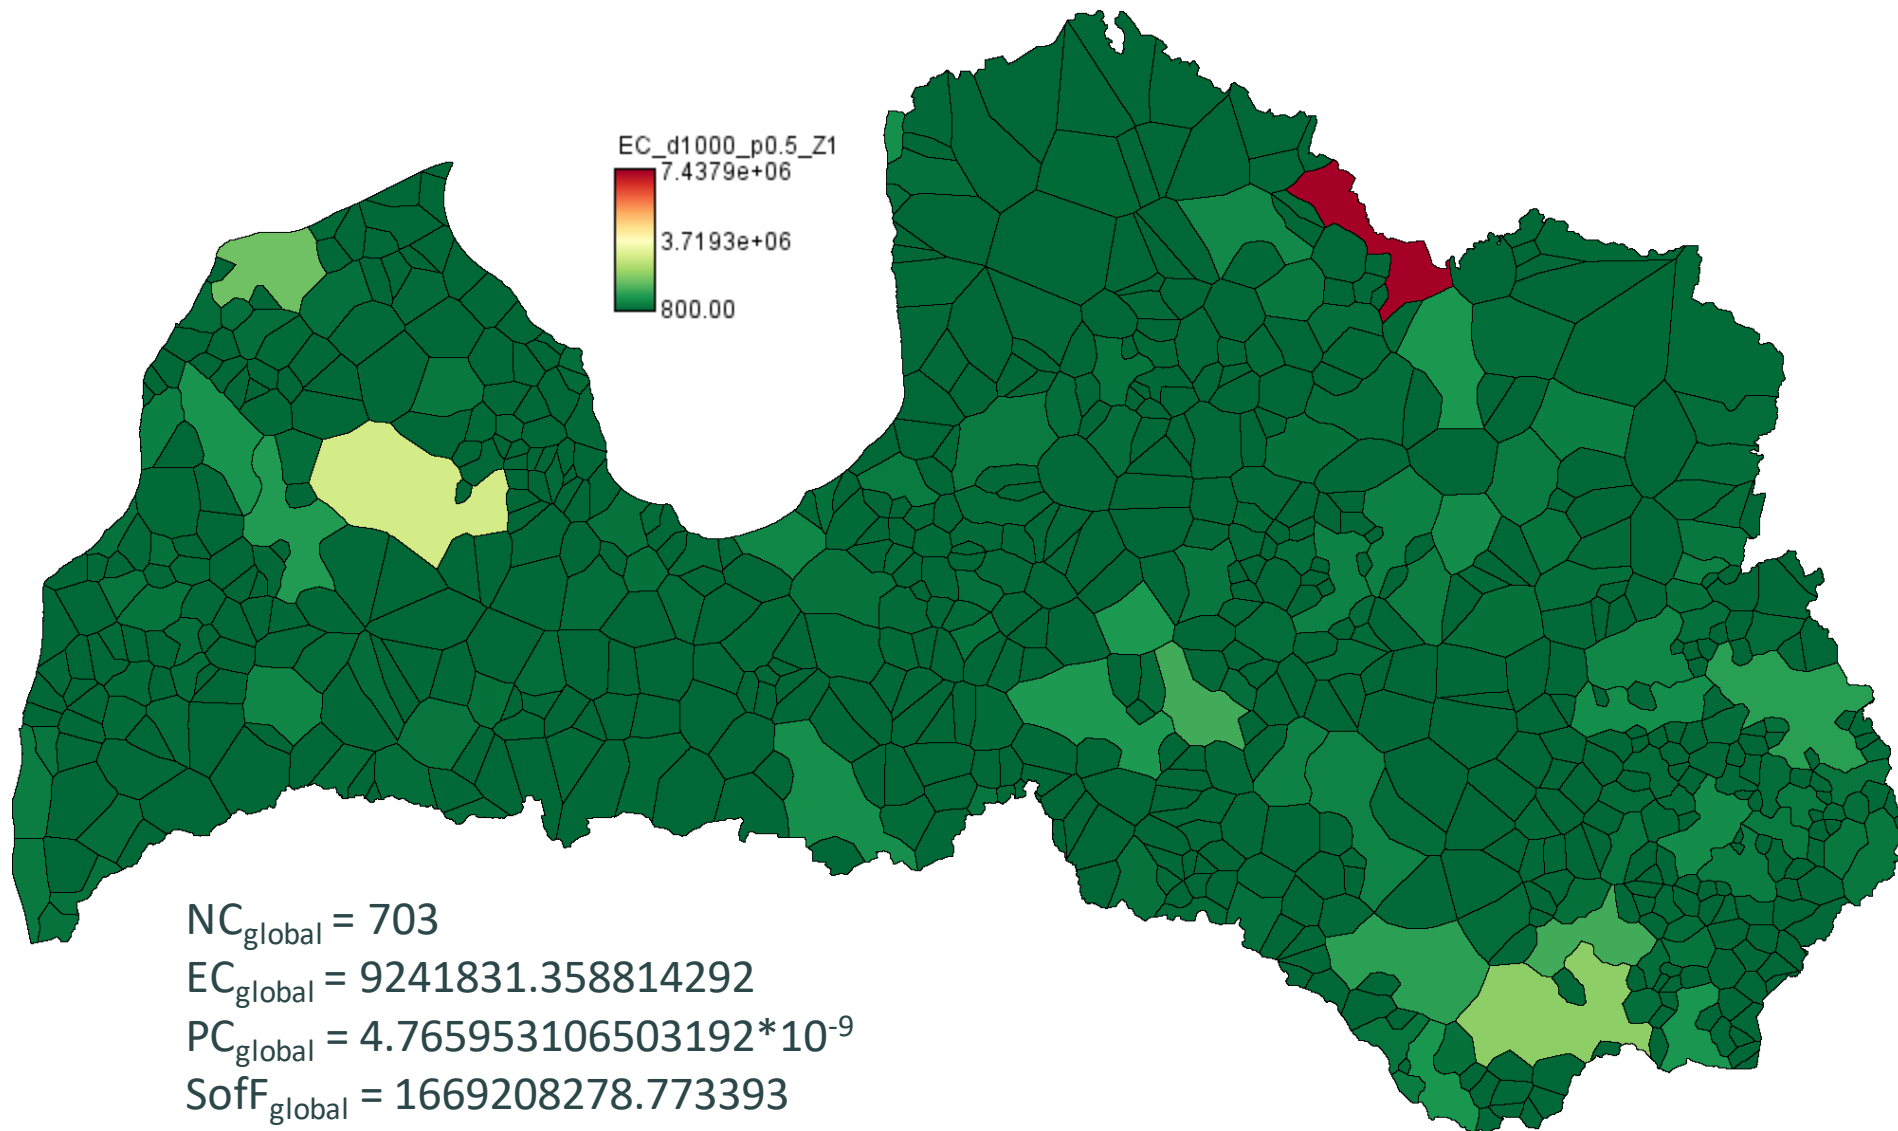 EC_d1000_p0.5_Z1
7.4379e+06
3.7193e+06
800.00
NCglobal = 703
ECglobal = 9241831.358814292
PCglobal = 4.765953106503192*10-9
SofFglobal = 1669208278.773393